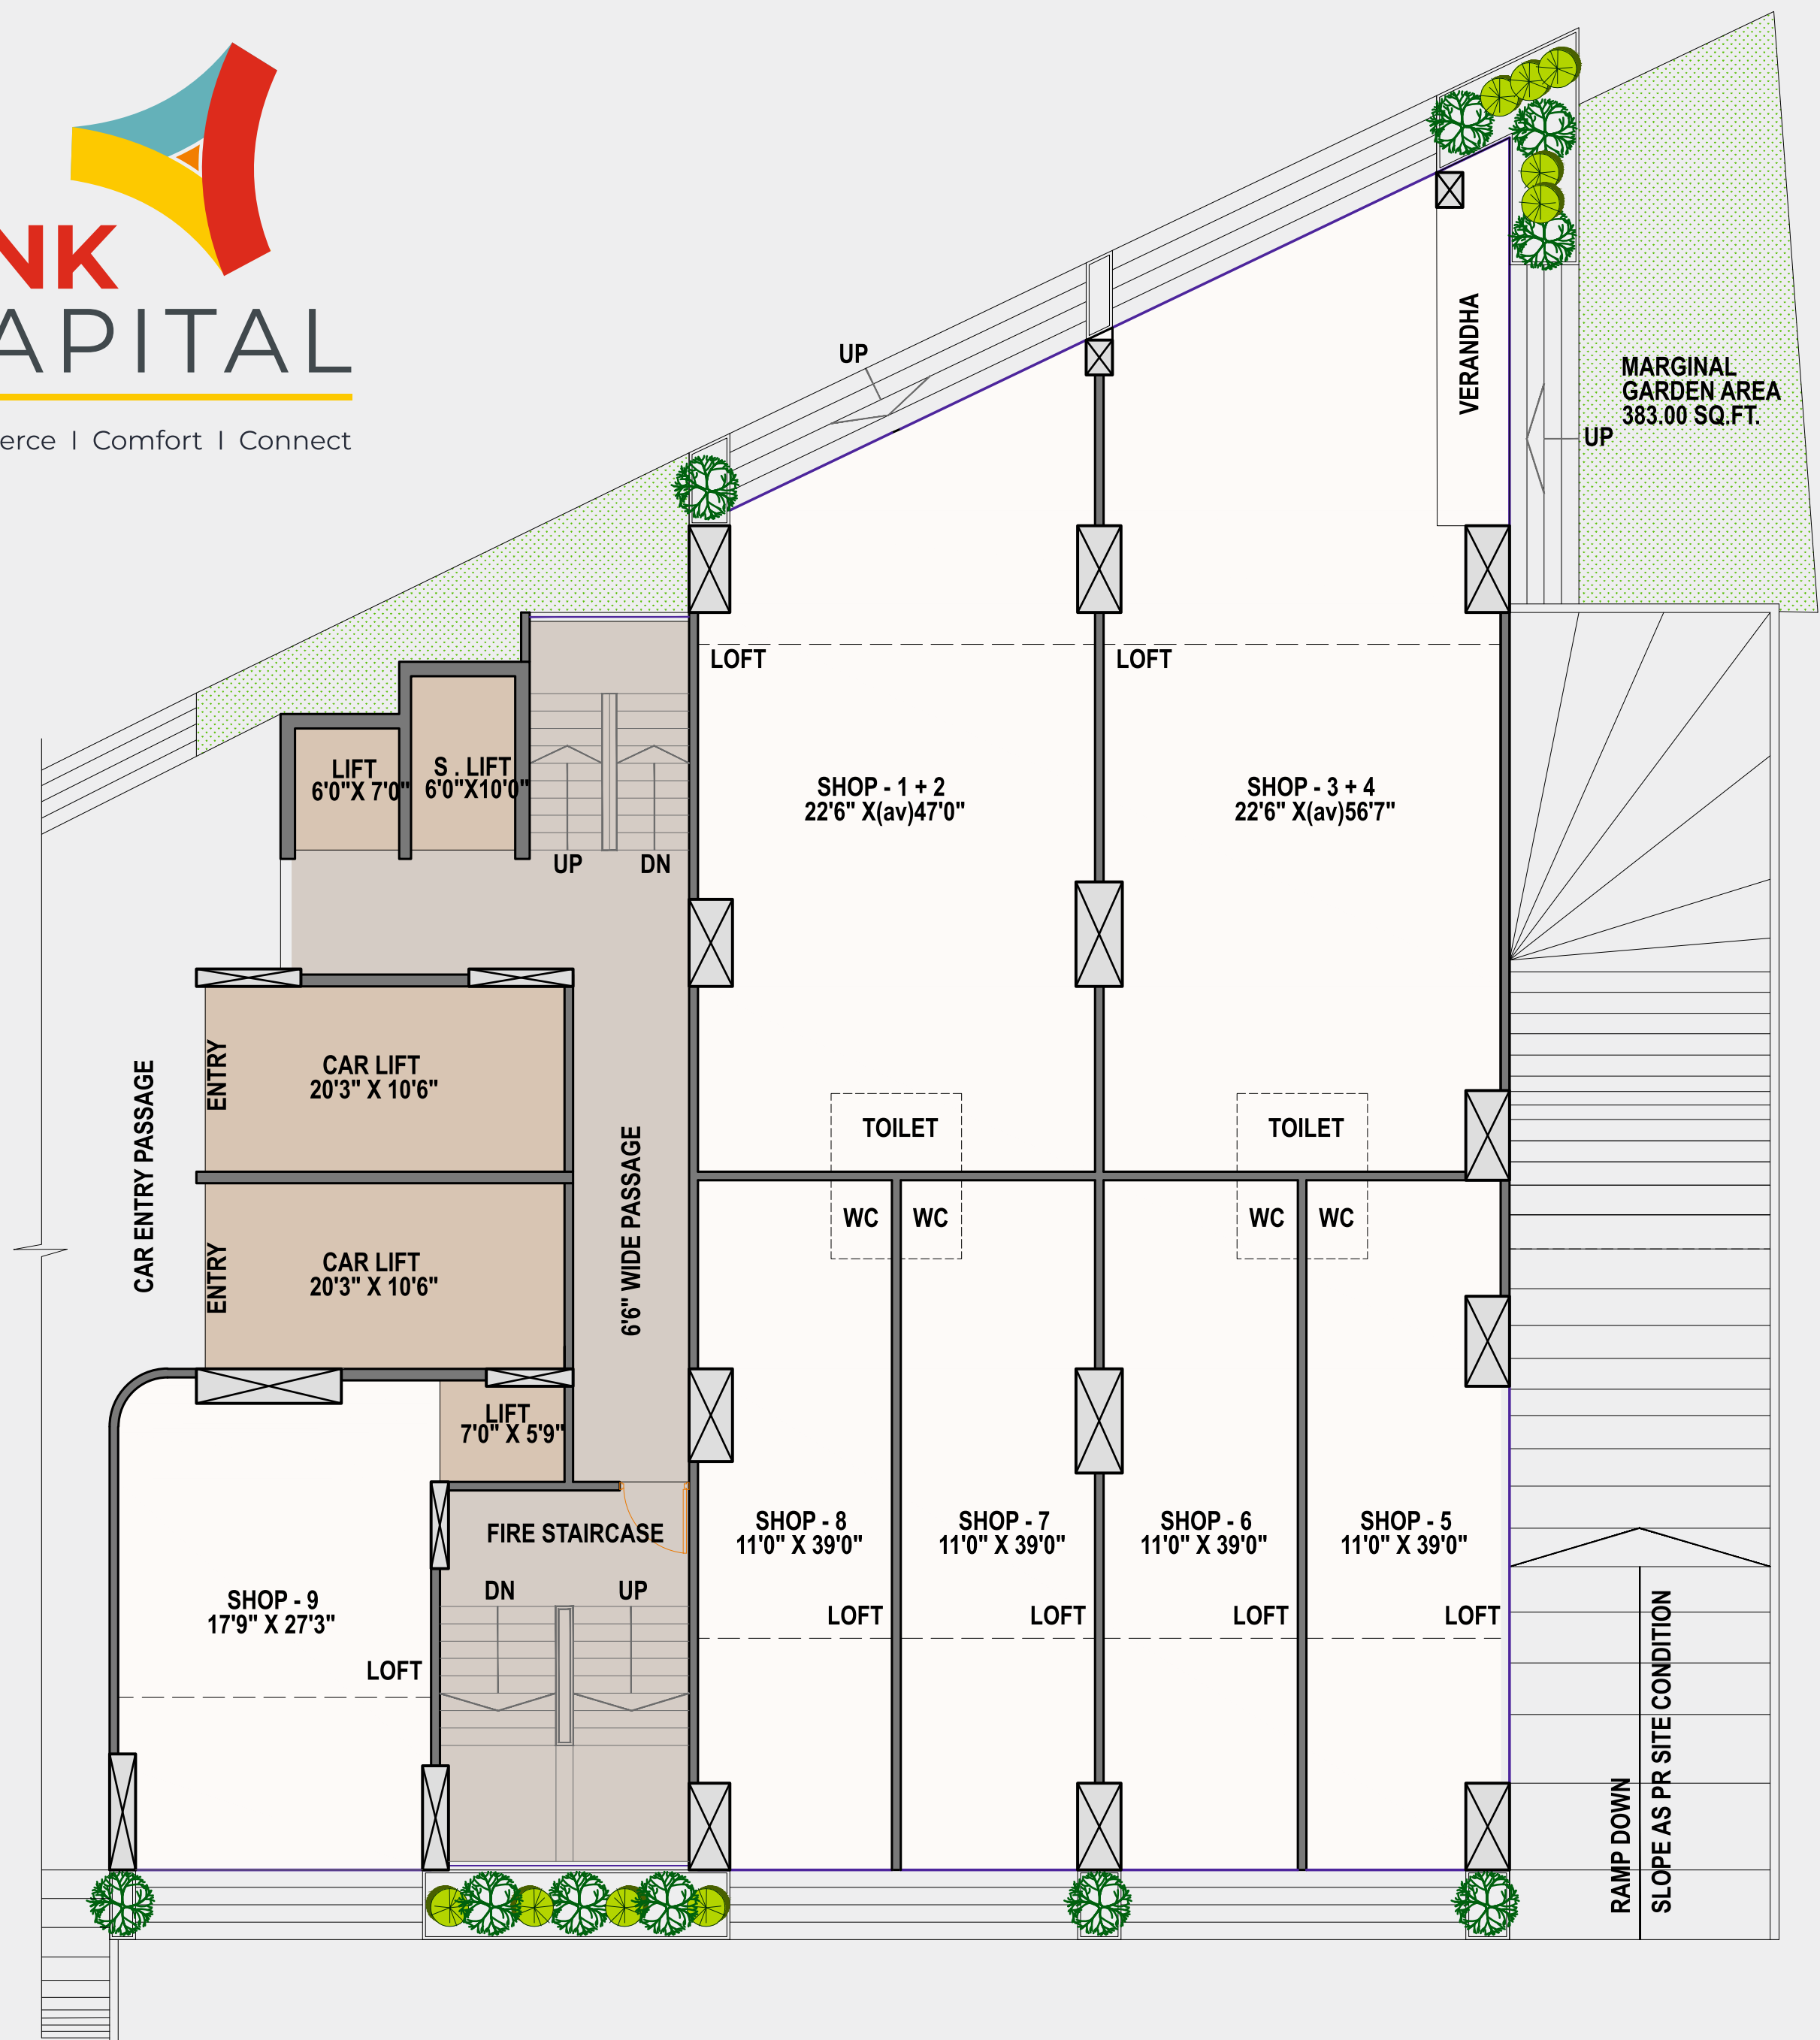 NK
APITAL
erce I Comfort I Connect
UP
VERANDHA
MARGINAL
GARDEN AREA
383.00 SQ.FT.
UP
LOFT
LOFT
LIFT
6'0"X 7'0"
S . LIFT
6'0"X10'0"
SHOP - 1 + 2
22'6" X(av)47'0"
SHOP - 3 + 4
22'6" X(av)56'7"
UP
DN
CAR ENTRY PASSAGE
ENTRY
CAR LIFT
20'3" X 10'6"
TOILET
TOILET
6'6" WIDE PASSAGE
WC
WC
WC
WC
ENTRY
CAR LIFT
20'3" X 10'6"
LIFT
7'0" X 5'9"
FIRE STAIRCASE
SHOP - 8
11'0" X 39'0"
SHOP - 7
11'0" X 39'0"
SHOP - 6
11'0" X 39'0"
SHOP - 5
11'0" X 39'0"
DN
UP
SHOP - 9
17'9" X 27'3"
LOFT
LOFT
LOFT
LOFT
LOFT
RAMP DOWN
SLOPE AS PR SITE CONDITION